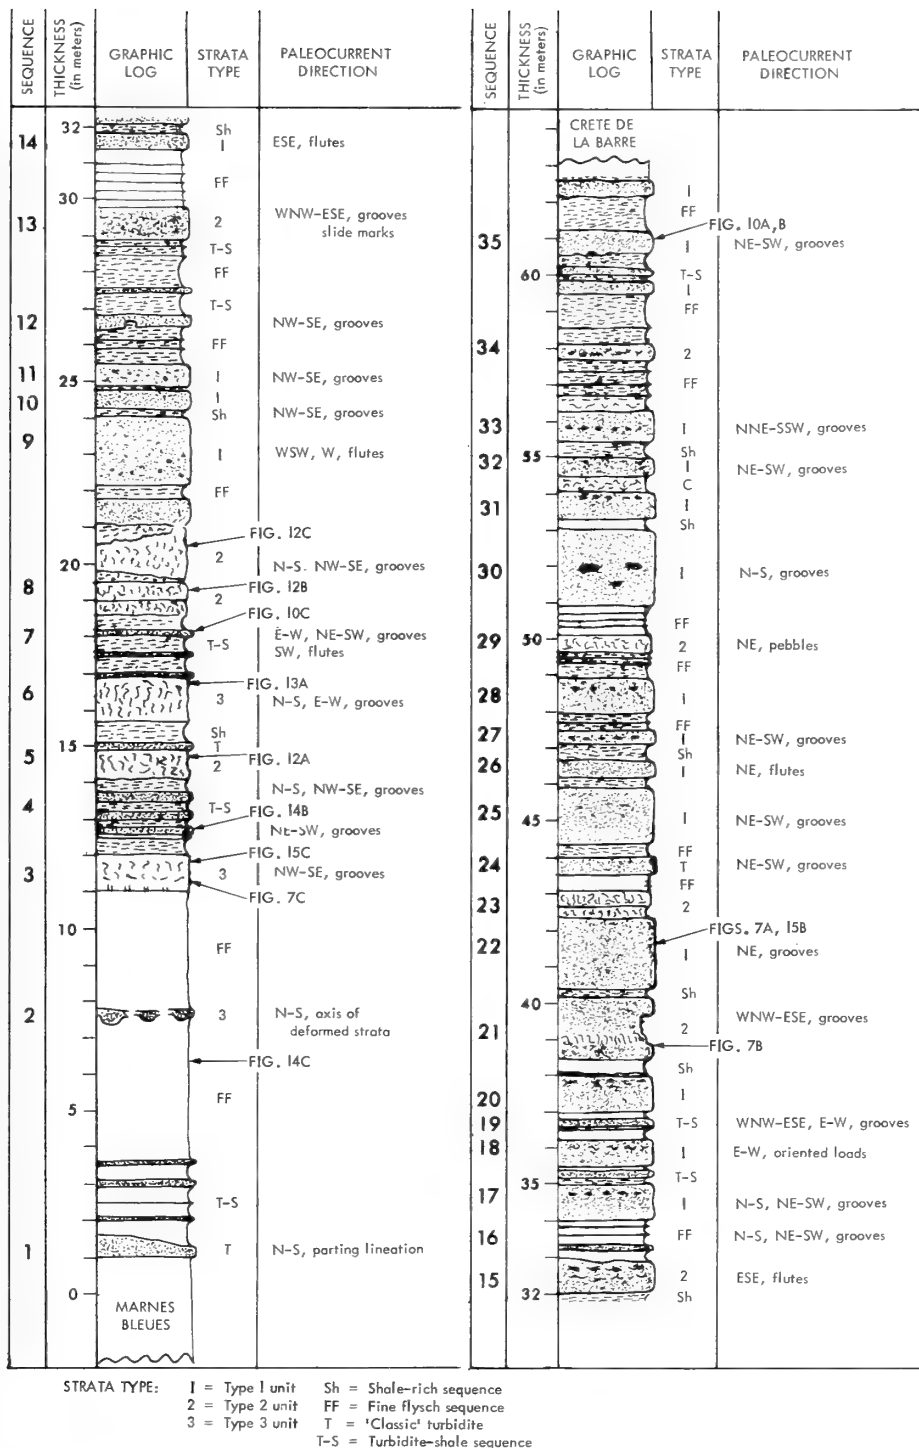 SEQUENCE
THICKNESS
(in meters)
GRAPHIC
LOG
STRATA
TYPE
PALEOCURRENT
DIRECTION
32
Sh
14
I
ESE, flutes
FF
30
13
2
WNW-ESE, grooves
slide marks
T-S
FF
T-S
12
NW-SE, grooves
FF
11
25
I
NW-SE, grooves
10
I
Sh
NW-SE, grooves
9
I
WSW, W, flutes
FF
FIG. 12C
20
2
N-S. NW-SE, grooves
8
FIG. 12B
2
FIG. 10C
7
T-S
E-W, NE-SW, grooves
SW, flutes
FIG. 13A
6
3
N-S, E-W, grooves
Sh
15
T
5
2
FIG. 12A
N-S, NW-SE, grooves
4
T-S
FIG. 14B
NE-SW, grooves
FIG. 15C
3
3
NW-SE, grooves
FIG. 7C
10
FF
2
3
N-S, axis of
deformed strata
FIG. 14C
5
FF
T-S
1
T
N-S, parting lineation
0
MARNES
BLEUES
SEQUENCE
THICKNESS
(in meters)
GRAPHIC
LOG
STRATA
TYPE
PALEOCURRENT
DIRECTION
CRETE DE
LA BARRE
I
FF
FIG. 10A,B
35
I
NE-SW, grooves
60
T-S
I
FF
34
2
FF
33
I
NNE-SSW, grooves
Sh
55
32
I
NE-SW, grooves
C
31
I
Sh
30
I
N-S, grooves
FF
29
50
2
NE, pebbles
FF
28
I
FF
27
I
NE-SW, grooves
Sh
26
I
NE, flutes
25
45
I
NE-SW, grooves
FF
24
T
NE-SW, grooves
FF
23
2
FIGS. 7A, 15B
22
I
NE, grooves
Sh
40
WNW-ESE, grooves
21
2
FIG. 7B
Sh
20
I
19
T-S
WNW-ESE, E-W, grooves
18
I
E-W, oriented loads
T-S
35
17
I
N-S, NE-SW, grooves
16
FF
N-S, NE-SW, grooves
15
2
ESE, flutes
32
Sh
STRATA TYPE: I = Type I unit Sh = Shale-rich sequence
2 = Type 2 unit FF = Fine flysch sequence
3 = Type 3 unit T = 'Classic' turbidite
T-S = Turbidite-shale sequence